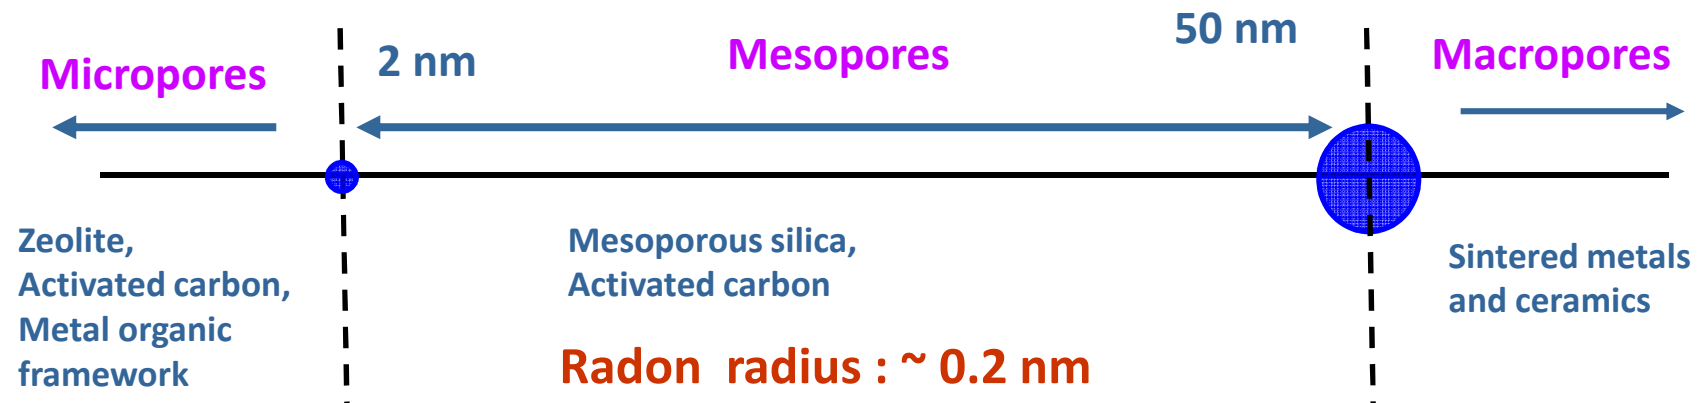 Micropores
2 nm
Mesopores
50 nm
Macropores
Zeolite,
Activated carbon,
Metal organic
framework
Mesoporous silica,
Activated carbon
Sintered metals
and ceramics
Radon radius : ~ 0.2 nm